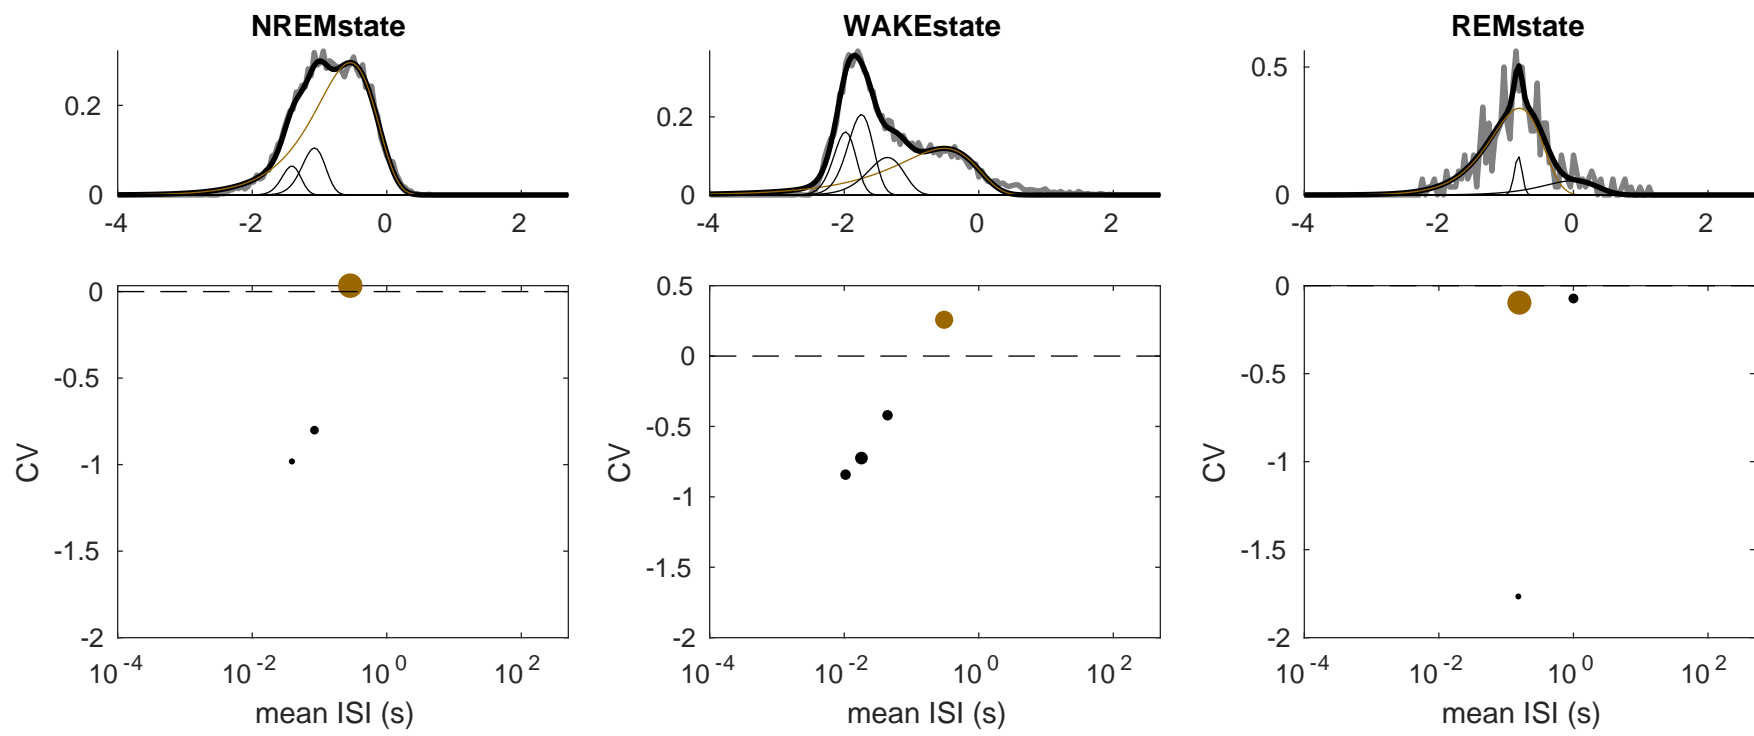 NREMstate WAKEstate REMstate
0.2 0.2 0.5
0 0 0
-4 -2 0 2 -4 -2 0 2 -4 -2 0 2
0 0.5 0
-0.5 0 -0.5
-1 -0.5 -1
-1.5 -1 -1.5
-2 -1.5 -2
-2
CV CV CV
10^-4 10^-2 10^0 10^2 10^-4 10^-2 10^0 10^2 10^-4 10^-2 10^0 10^2
mean ISI (s) mean ISI (s) mean ISI (s)